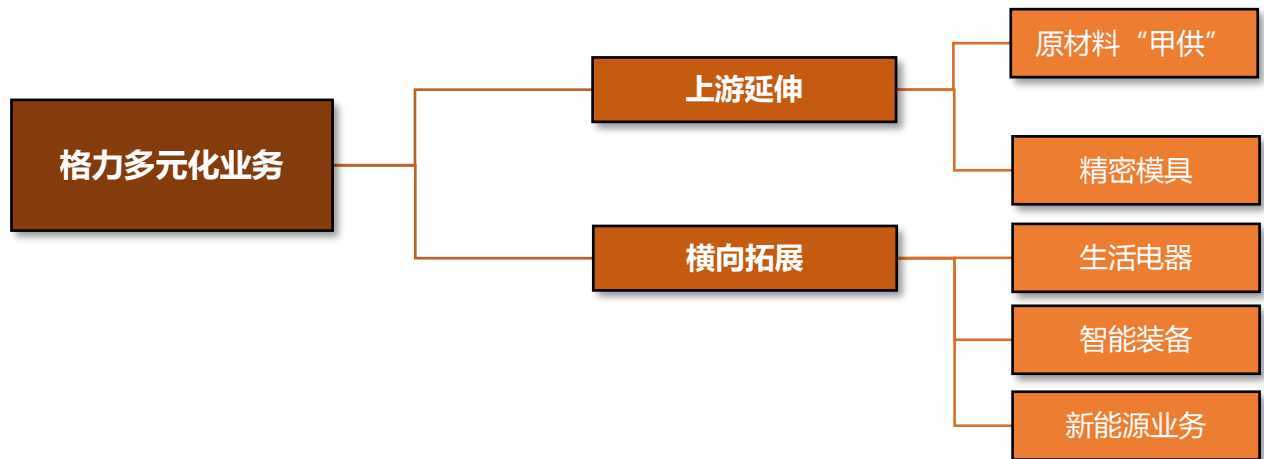 格力多元化业务
上游延伸
原材料“甲供”
精密模具
横向拓展
生活电器
智能装备
新能源业务